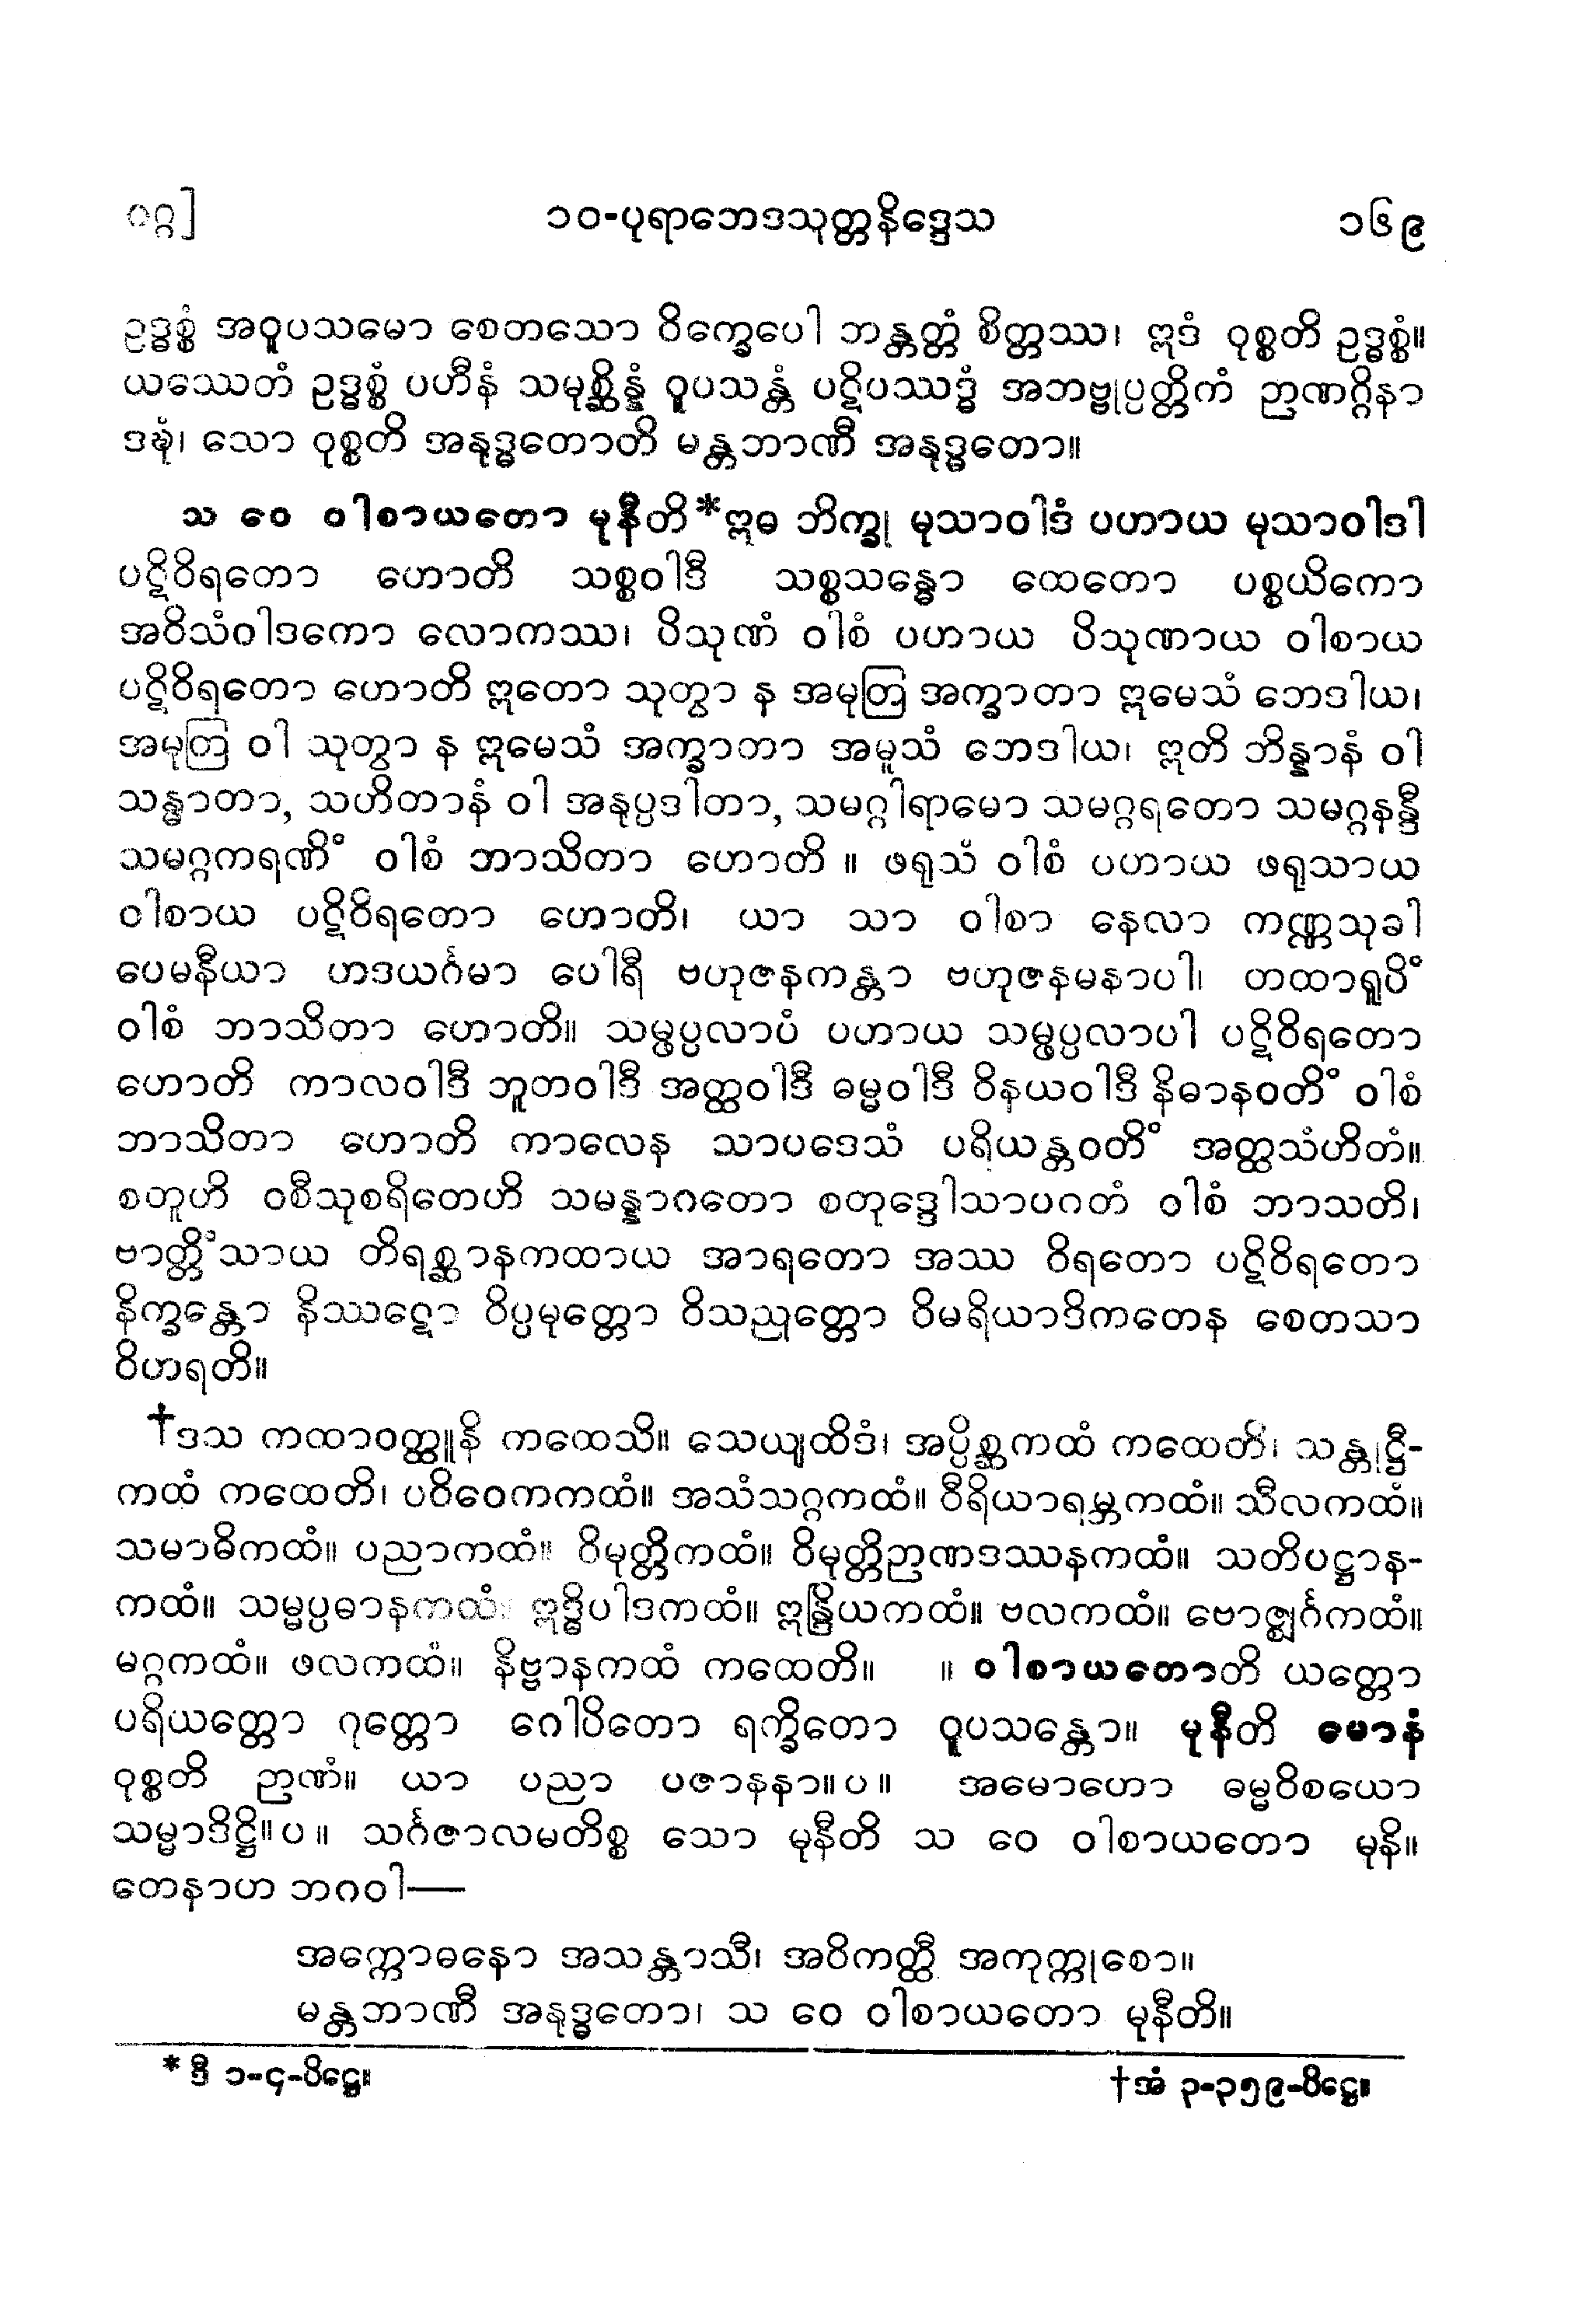 ဝဂ္ဂ] ၁၀-ပုရာဘေဒသုတ္တနိဒ္ဒေသ ၁၆၉
ဥဒ္ဓစ္စံ အဝူပသမော စေတသော ဝိက္ခေပေါ ဘန္တတ္တံ စိတ္တဿ၊ ဣဒံ ဝုစ္စတိ ဥဒ္ဓစ္စံ။
ယဿေတံ ဥဒ္ဓစ္စံ ပဟီနံ သမုစ္ဆိန္နံ ဝူပသန္တံ ပဋိပဿဒ္ဓံ အဘဗ္ဗုပ္ပတ္တိကံ ဉာဏဂ္ဂိနာ
ဒဍ္ဎံ၊ သော ဝုစ္စတိ အနုဒ္ဓတောတိ မန္တဘာဏီ အနုဒ္ဓတော။
သ ဝေ ဝါစာယတော မုနီတိ*ဣဓ ဘိက္ခု မုသာဝါဒံ ပဟာယ မုသာဝါဒါ
ပဋိဝိရတော ဟောတိ သစ္စဝါဒီ သစ္စသန္ဓော ထေတော ပစ္စယိကော
အဝိသံဝါဒကော လောကဿ၊ ပိသုဏံ ဝါစံ ပဟာယ ပိသုဏာယ ဝါစာယ
ပဋိဝိရတော ဟောတိ ဣတော သုတွာ န အမုတြ အက္ခာတာ ဣမေသံ ဘေဒါယ၊
အမုတြ ဝါ သုတွာ န ဣမေသံ အက္ခာတာ အမူသံ ဘေဒါယ၊ ဣတိ ဘိန္နာနံ ဝါ
သန္ဓာတာ, သဟိတာနံ ဝါ အနုပ္ပဒါတာ, သမဂ္ဂါရာမော သမဂ္ဂရတော သမဂ္ဂနန္ဒီ
သမဂ္ဂကရဏိံ ဝါစံ ဘာသိတာ ဟောတိ ။ ဖရုသံ ဝါစံ ပဟာယ ဖရုသာယ
ဝါစာယ ပဋိဝိရတော ဟောတိ၊ ယာ သာ ဝါစာ နေလာ ကဏ္ဏသုခါ
ပေမနီယာ ဟဒယင်္ဂမာ ပေါရီ ဗဟုဇနကန္တာ ဗဟုဇနမနာပါ၊ တထာရူပိံ
ဝါစံ ဘာသိတာ ဟောတိ။ သမ္ဖပ္ပလာပံ ပဟာယ သမ္ဖပ္ပလာပါ ပဋိဝိရတော
ဟောတိ ကာလဝါဒီ ဘူတဝါဒီ အတ္ထဝါဒီ ဓမ္မဝါဒီ ဝိနယဝါဒီ နိဓာနဝတိံ ဝါစံ
ဘာသိတာ ဟောတိ ကာလေန သာပဒေသံ ပရိယန္တဝတိံ အတ္ထသံဟိတံ။
စတူဟိ ဝစီသုစရိတေဟိ သမန္နာဂတော စတုဒ္ဒေါသာပဂတံ ဝါစံ ဘာသတိ၊
ဗာတ္တိံသာယ တိရစ္ဆာနကထာယ အာရတော အဿ ဝိရတော ပဋိဝိရတော
နိက္ခန္တော နိဿဋော ဝိပ္ပမုတ္တော ဝိသညုတ္တော ဝိမရိယာဒိကတေန စေတသာ
ဝိဟရတိ။
†ဒသ ကထာဝတ္ထူနိ ကထေသိ။ သေယျထိဒံ၊ အပ္ပိစ္ဆကထံ ကထေတိ၊ သန္တုဋ္ဌီ-
ကထံ ကထေတိ၊ ပဝိဝေကကထံ။ အသံသဂ္ဂကထံ။ ဝီရိယာရမ္ဘကထံ။ သီလကထံ။
သမာဓိကထံ။ ပညာကထံ။ ဝိမုတ္တိကထံ။ ဝိမုတ္တိဉာဏဒဿနကထံ။ သတိပဋ္ဌာန-
ကထံ။ သမ္မပ္ပဓာနကထံ။ ဣဒ္ဓိပါဒကထံ။ ဣန္ဒြိယကထံ။ ဗလကထံ။ ဗောဇ္ဈင်္ဂကထံ။
မဂ္ဂကထံ။ ဖလကထံ။ နိဗ္ဗာနကထံ ကထေတိ။ ။ ဝါစာယတောတိ ယတ္တော
ပရိယတ္တော ဂုတ္တော ဂေါပိတော ရက္ခိတော ဝူပသန္တော။ မုနီတိ မောနံ
ဝုစ္စတိ ဉာဏံ။ ယာ ပညာ ပဇာနနာ။ပ။ အမောဟော ဓမ္မဝိစယော
သမ္မာဒိဋ္ဌိ။ပ။ သင်္ဂဇာလမတိစ္စ သော မုနီတိ သ ဝေ ဝါစာယတော မုနိ။
တေနာဟ ဘဂဝါ—
အက္ကောဓနော အသန္တာသီ၊ အဝိကတ္ထီ အကုက္ကုစော။
မန္တဘာဏီ အနုဒ္ဓတော၊ သ ဝေ ဝါစာယတော မုနီတိ။
* ဒီ ၁-၄-ပိဋ္ဌေ။ †အံ ၃-၃၅၉-ပိဋ္ဌေ။